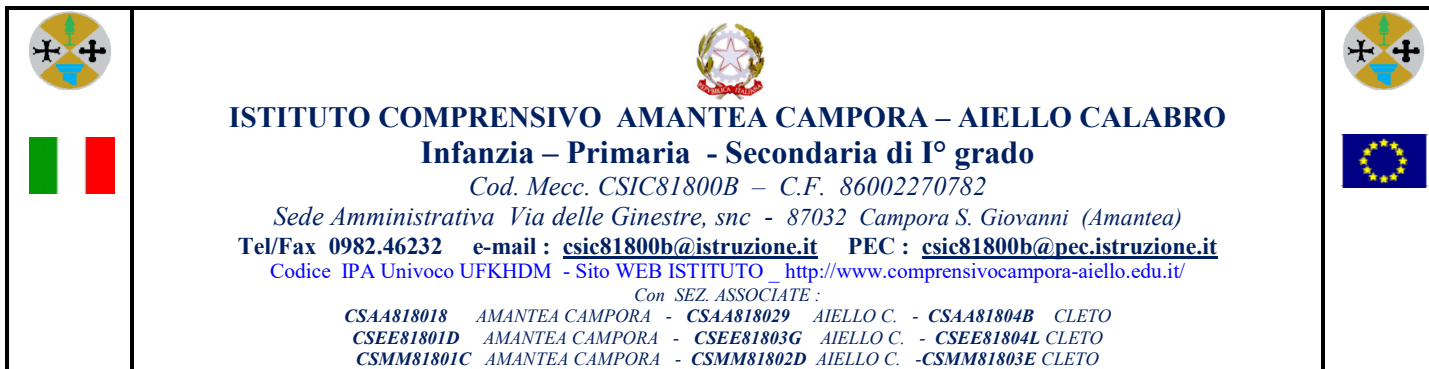 ISTITUTO COMPRENSIVO AMANTEA CAMPORA – AIELLO CALABRO
Infanzia – Primaria - Secondaria di I° grado
Cod. Mecc. CSIC81800B – C.F. 86002270782
Sede Amministrativa Via delle Ginestre, snc - 87032 Campora S. Giovanni (Amantea)
Tel/Fax 0982.46232 e-mail : csic81800b@istruzione.it PEC : csic81800b@pec.istruzione.it
Codice IPA Univoco UFKHDM - Sito WEB ISTITUTO _ http://www.comprensivocampora-aiello.edu.it/
Con SEZ. ASSOCIATE :
CSAA818018 AMANTEA CAMPORA - CSAA818029 AIELLO C. - CSAA81804B CLETO
CSEE81801D AMANTEA CAMPORA - CSEE81803G AIELLO C. - CSEE81804L CLETO
CSMM81801C AMANTEA CAMPORA - CSMM81802D AIELLO C. -CSMM81803E CLETO